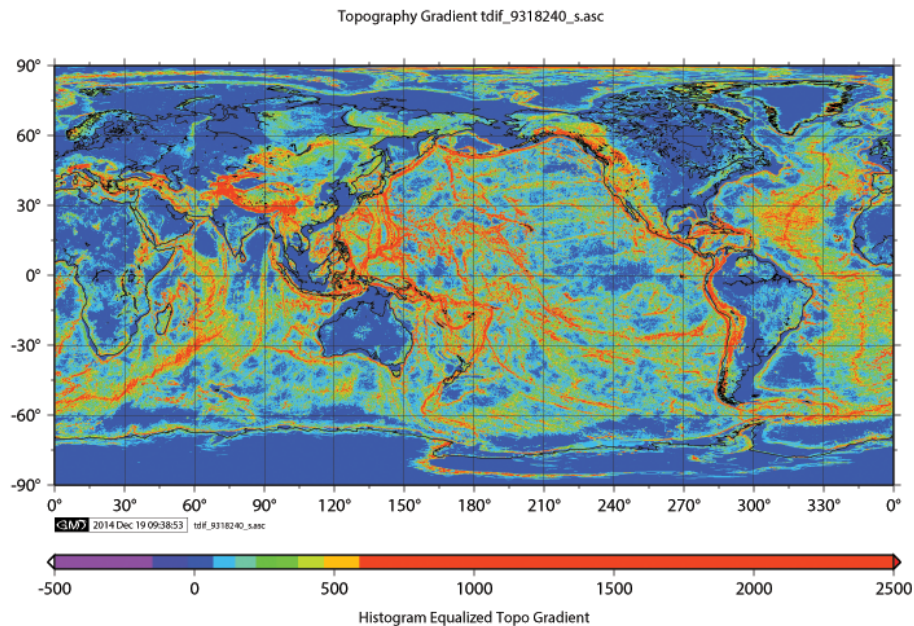 Topography Gradient tdif_9318240_s.asc
90°
60°
30°
0°
-30°
-60°
-90°
0° 30° 60° 90° 120° 150° 180° 210° 240° 270° 300° 330° 0°
GMD 2014 Dec 19 09:38:53 tdif_9318240_s.asc
-500 0 500 1000 1500 2000 2500
Histogram Equalized Topo Gradient